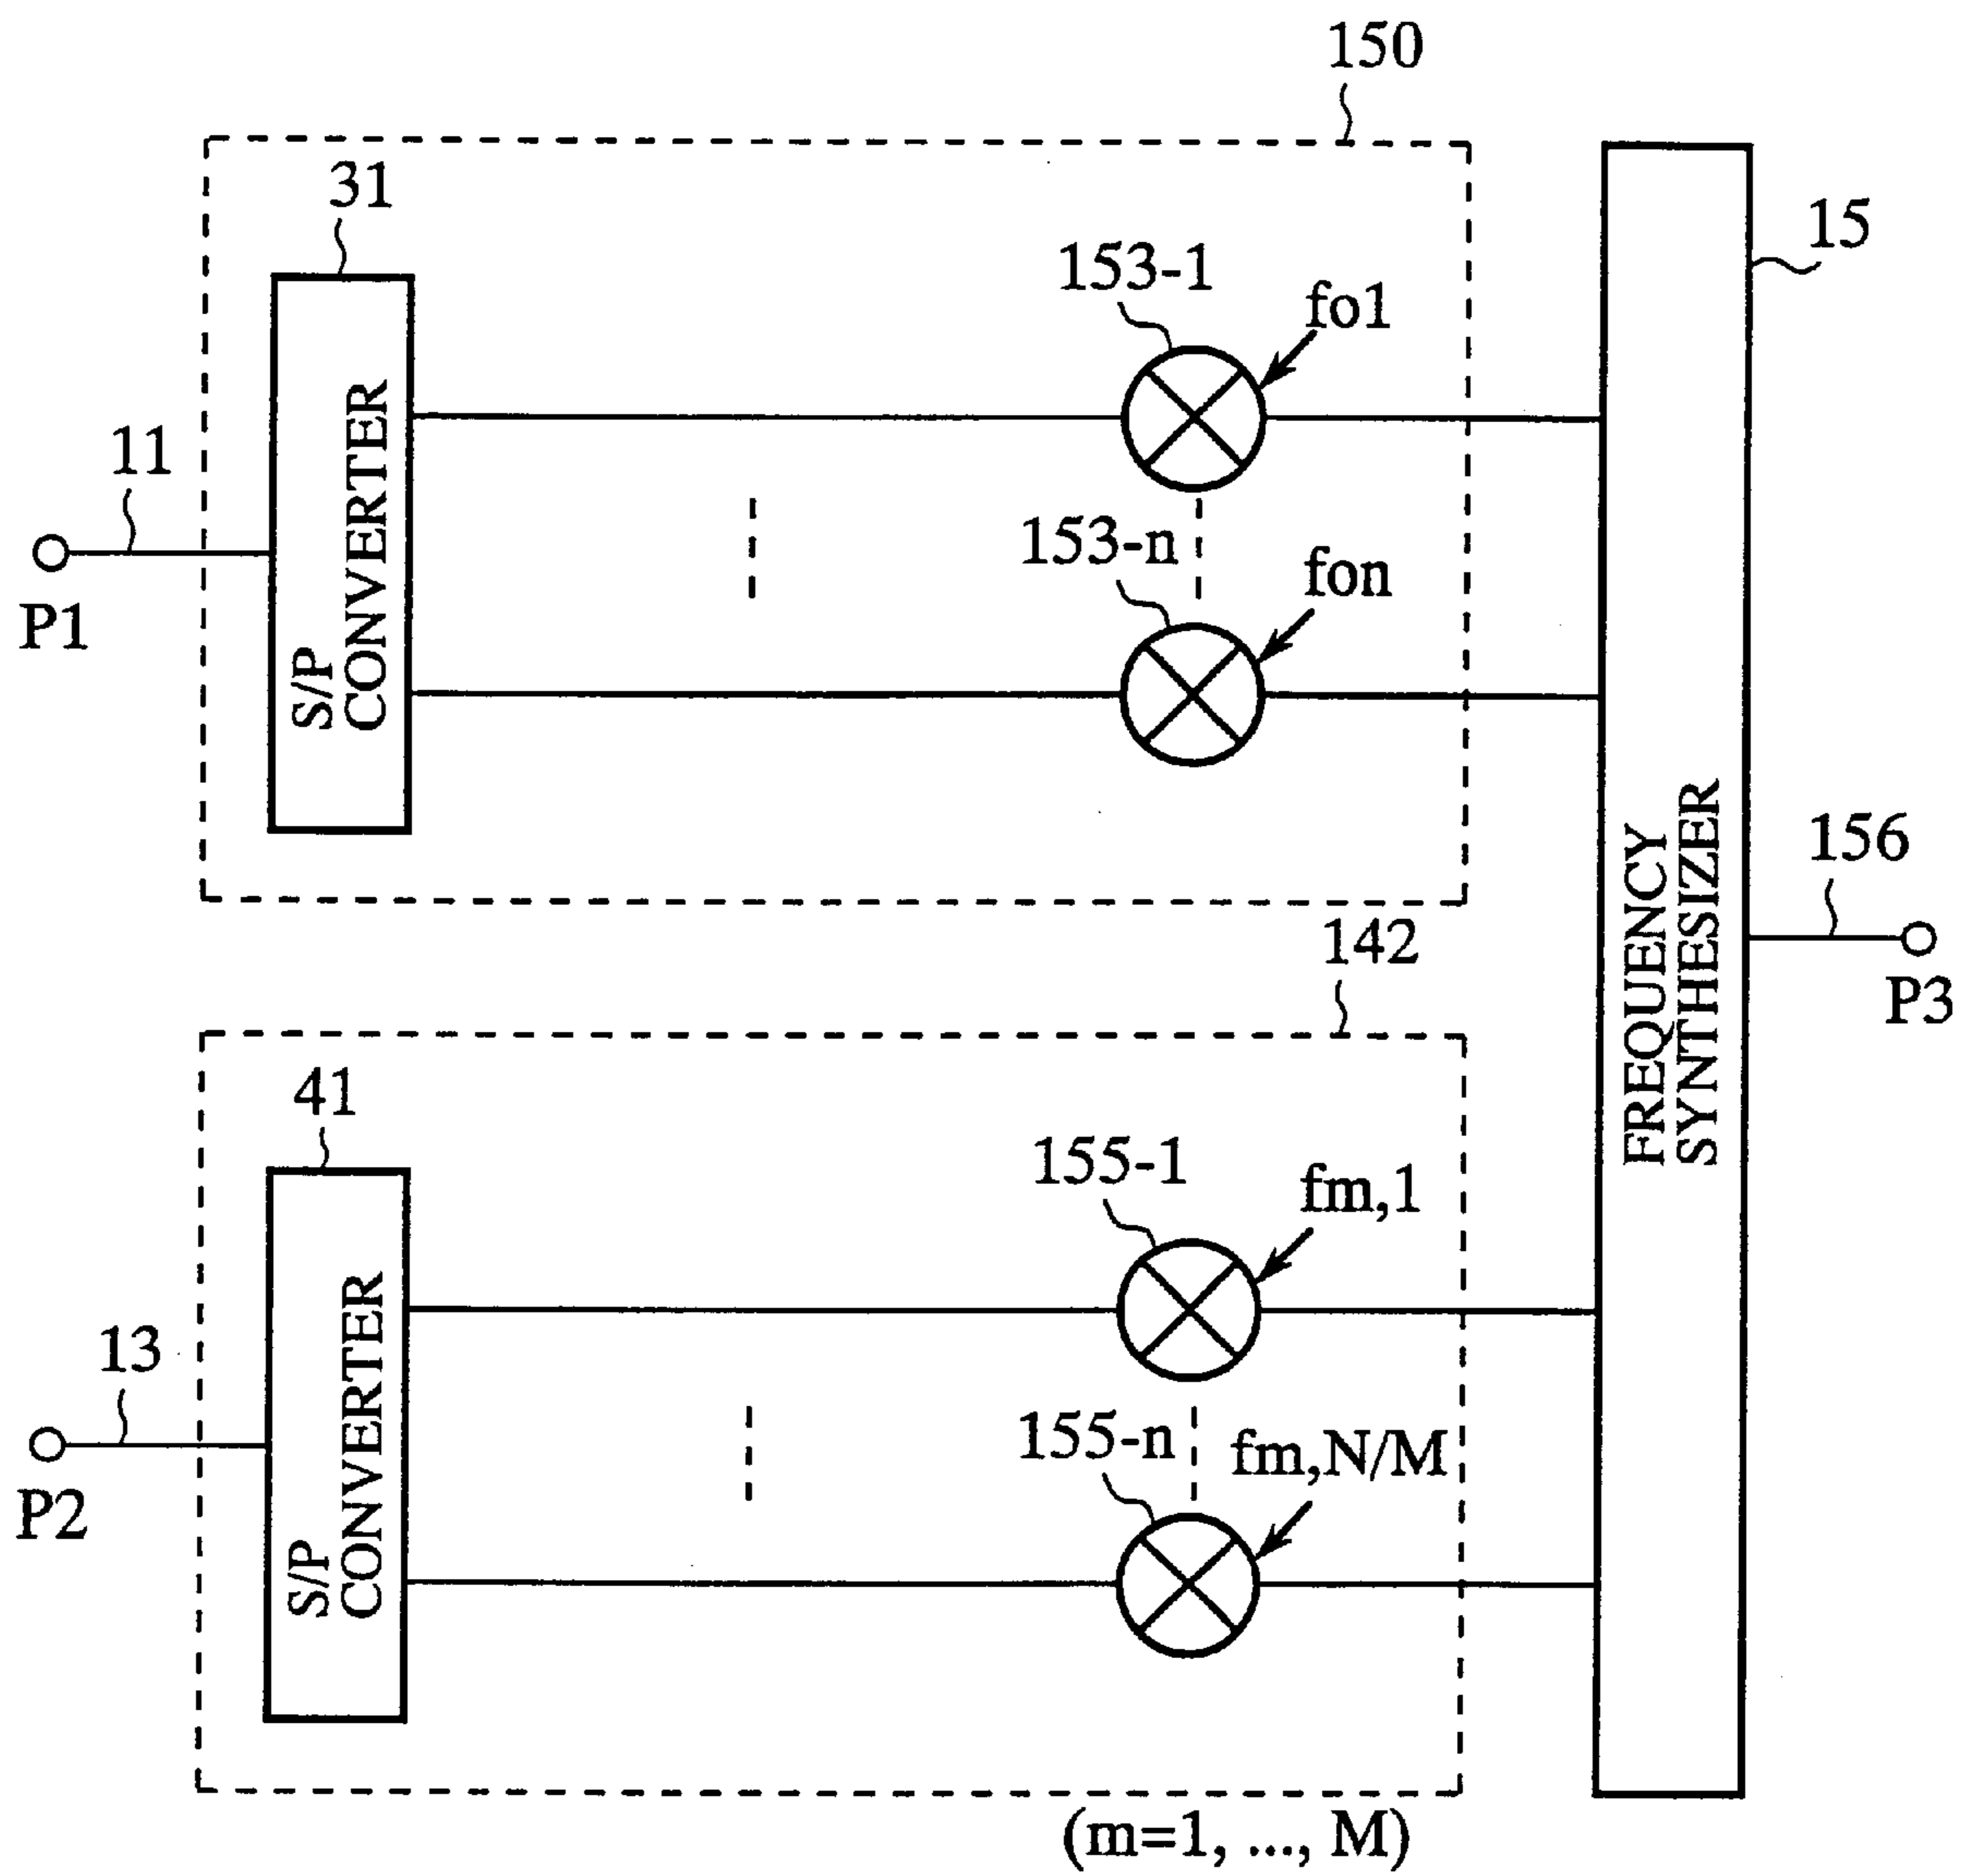 150
31
153-1
fo1
15
11
S/P
CONVERTER
P1
153-n
fon
FREQUENCY
SYNTHESIZER
156
P3
142
41
155-1
fm,1
13
S/P
CONVERTER
P2
155-n
fm,N/M
(m=1, ..., M)